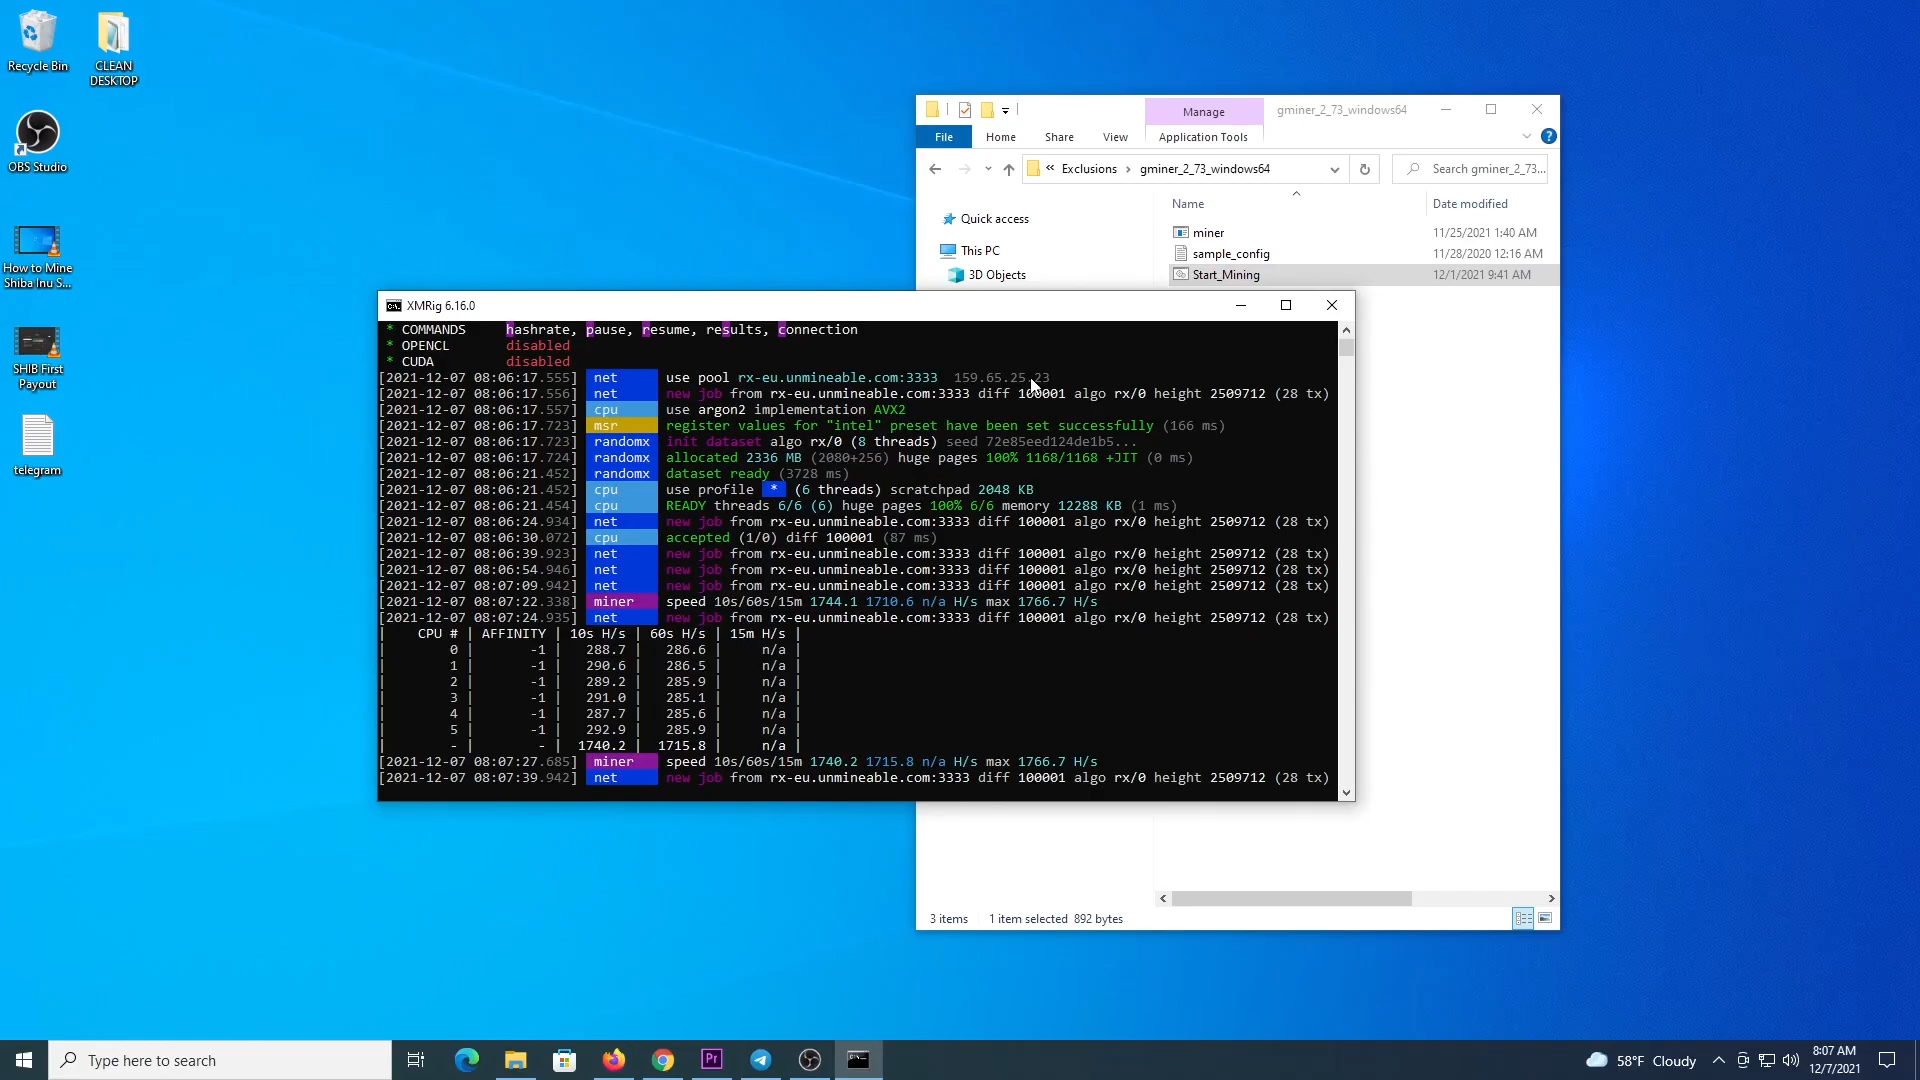 Recycle Bin
CLEAN
DESKTOP
OBS Studio
How to Mine
Shiba Inu S...
SHIB First
Payout
telegram
Manage
gminer_2_73_windows64
File
Home
Share
View
Application Tools
« Exclusions › gminer_2_73_windows64
Search gminer_2_73...
Name
Date modified
Quick access
This PC
3D Objects
miner 11/25/2021 1:40 AM
sample_config 11/28/2020 12:16 AM
Start_Mining 12/1/2021 9:41 AM
XMRig 6.16.0
* COMMANDS hashrate, pause, resume, results, connection
* OPENCL disabled
* CUDA disabled
[2021-12-07 08:06:17.555] net use pool rx-eu.unmineable.com:3333 159.65.25.23
[2021-12-07 08:06:17.556] net new job from rx-eu.unmineable.com:3333 diff 100001 algo rx/0 height 2509712 (28 tx)
[2021-12-07 08:06:17.557] cpu use argon2 implementation AVX2
[2021-12-07 08:06:17.723] msr register values for "intel" preset have been set successfully (166 ms)
[2021-12-07 08:06:17.723] randomx init dataset algo rx/0 (8 threads) seed 72e85eed124de1b5...
[2021-12-07 08:06:17.724] randomx allocated 2336 MB (2080+256) huge pages 100% 1168/1168 +JIT (0 ms)
[2021-12-07 08:06:21.452] randomx dataset ready (3728 ms)
[2021-12-07 08:06:21.452] cpu use profile * (6 threads) scratchpad 2048 KB
[2021-12-07 08:06:21.454] cpu READY threads 6/6 (6) huge pages 100% 6/6 memory 12288 KB (1 ms)
[2021-12-07 08:06:24.934] net new job from rx-eu.unmineable.com:3333 diff 100001 algo rx/0 height 2509712 (28 tx)
[2021-12-07 08:06:30.072] cpu accepted (1/0) diff 100001 (87 ms)
[2021-12-07 08:06:39.923] net new job from rx-eu.unmineable.com:3333 diff 100001 algo rx/0 height 2509712 (28 tx)
[2021-12-07 08:06:54.946] net new job from rx-eu.unmineable.com:3333 diff 100001 algo rx/0 height 2509712 (28 tx)
[2021-12-07 08:07:09.942] net new job from rx-eu.unmineable.com:3333 diff 100001 algo rx/0 height 2509712 (28 tx)
[2021-12-07 08:07:22.338] miner speed 10s/60s/15m 1744.1 1710.6 n/a H/s max 1766.7 H/s
[2021-12-07 08:07:24.935] net new job from rx-eu.unmineable.com:3333 diff 100001 algo rx/0 height 2509712 (28 tx)
| CPU # | AFFINITY | 10s H/s | 60s H/s | 15m H/s |
| 0 | -1 | 288.7 | 286.6 | n/a |
| 1 | -1 | 290.6 | 286.5 | n/a |
| 2 | -1 | 289.2 | 285.9 | n/a |
| 3 | -1 | 291.0 | 285.1 | n/a |
| 4 | -1 | 287.7 | 285.6 | n/a |
| 5 | -1 | 292.9 | 285.9 | n/a |
| - | - | 1740.2 | 1715.8 | n/a |
[2021-12-07 08:07:27.685] miner speed 10s/60s/15m 1740.2 1715.8 n/a H/s max 1766.7 H/s
[2021-12-07 08:07:39.942] net new job from rx-eu.unmineable.com:3333 diff 100001 algo rx/0 height 2509712 (28 tx)
3 items 1 item selected 892 bytes
Type here to search
Pr
58°F Cloudy
8:07 AM
12/7/2021